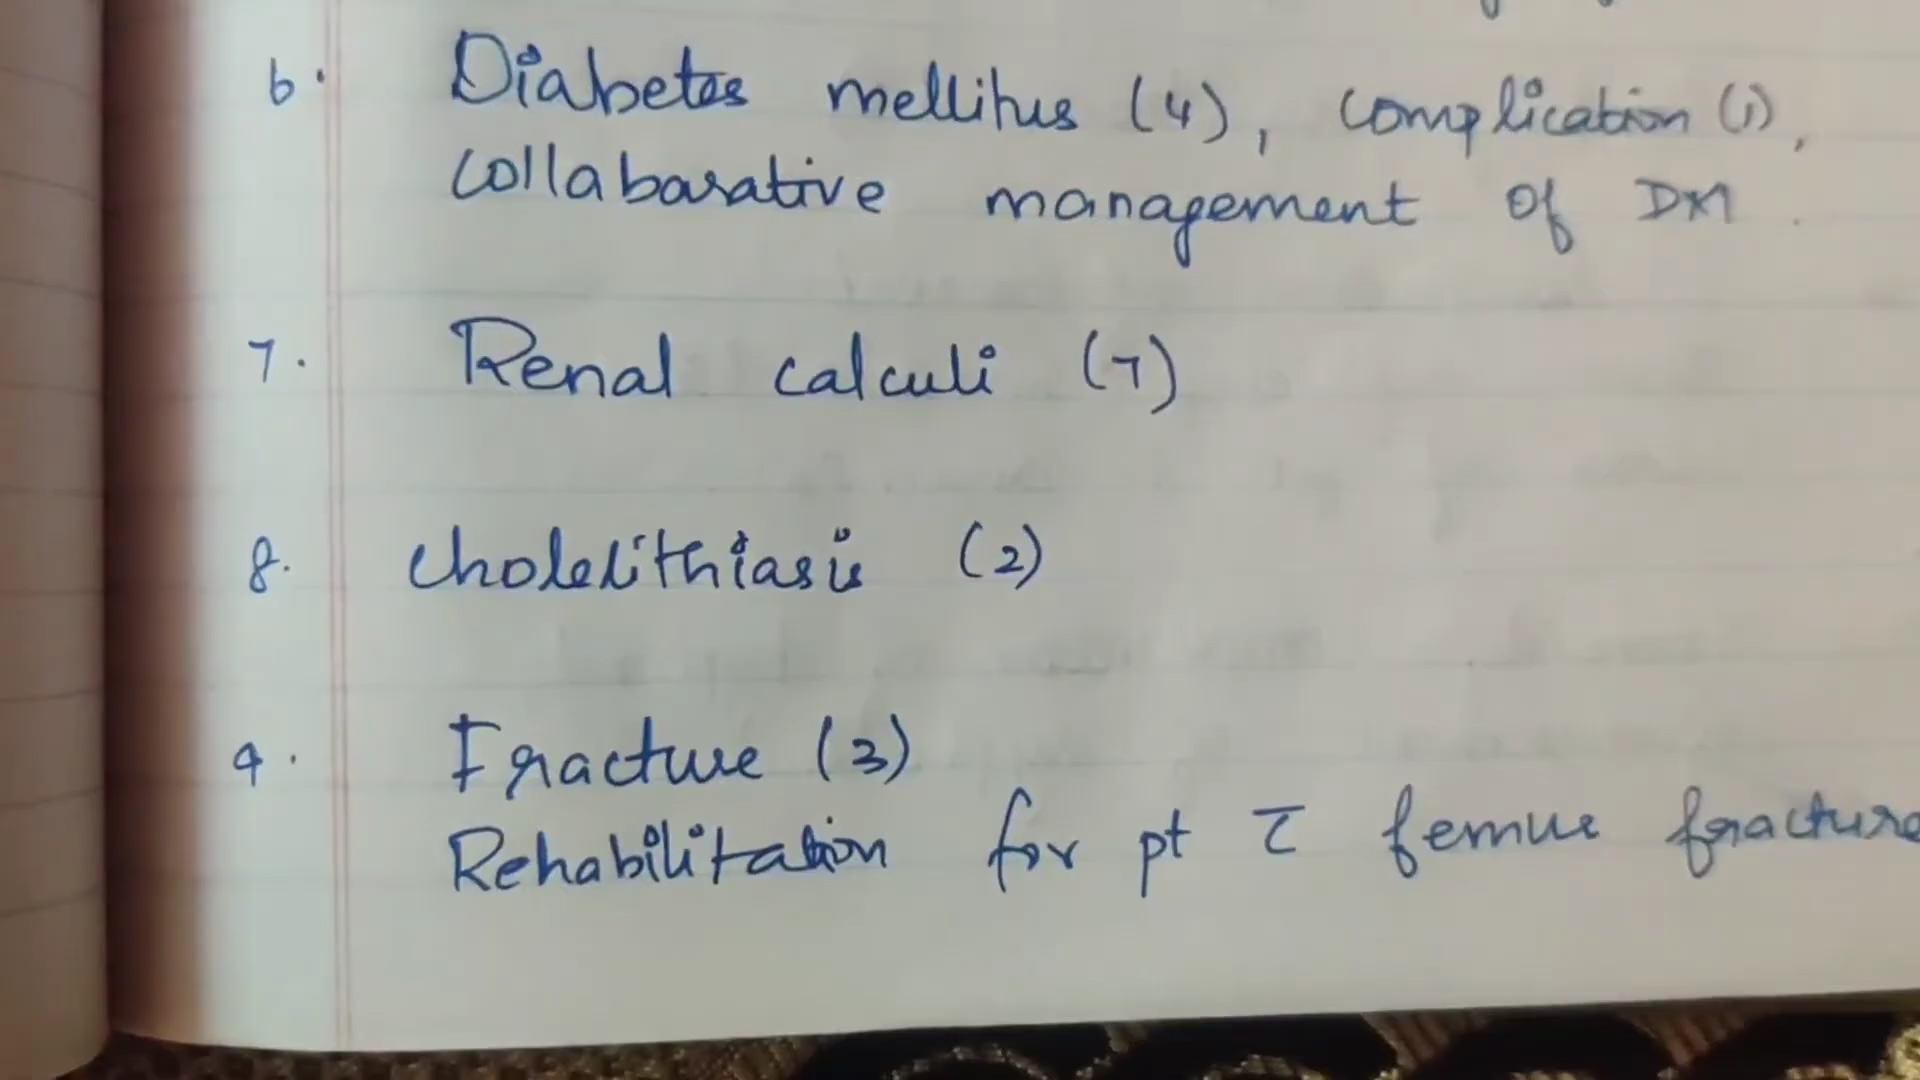 6. Diabetes mellitus (4), complication (1),
collabarative management of DM.
7. Renal calculi (7)
8. Cholelithiasis (2)
9. Fracture (3)
Rehabilitation for pt c̅ femur fracture